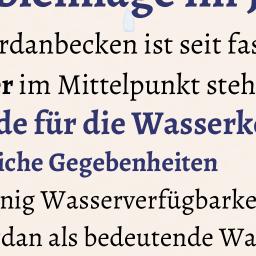 rdanbecken ist seit fas
er im Mittelpunkt steh
de für die Wasserk
iche Gegebenheiten
nig Wasserverfügbarke
dan als bedeutende Wa